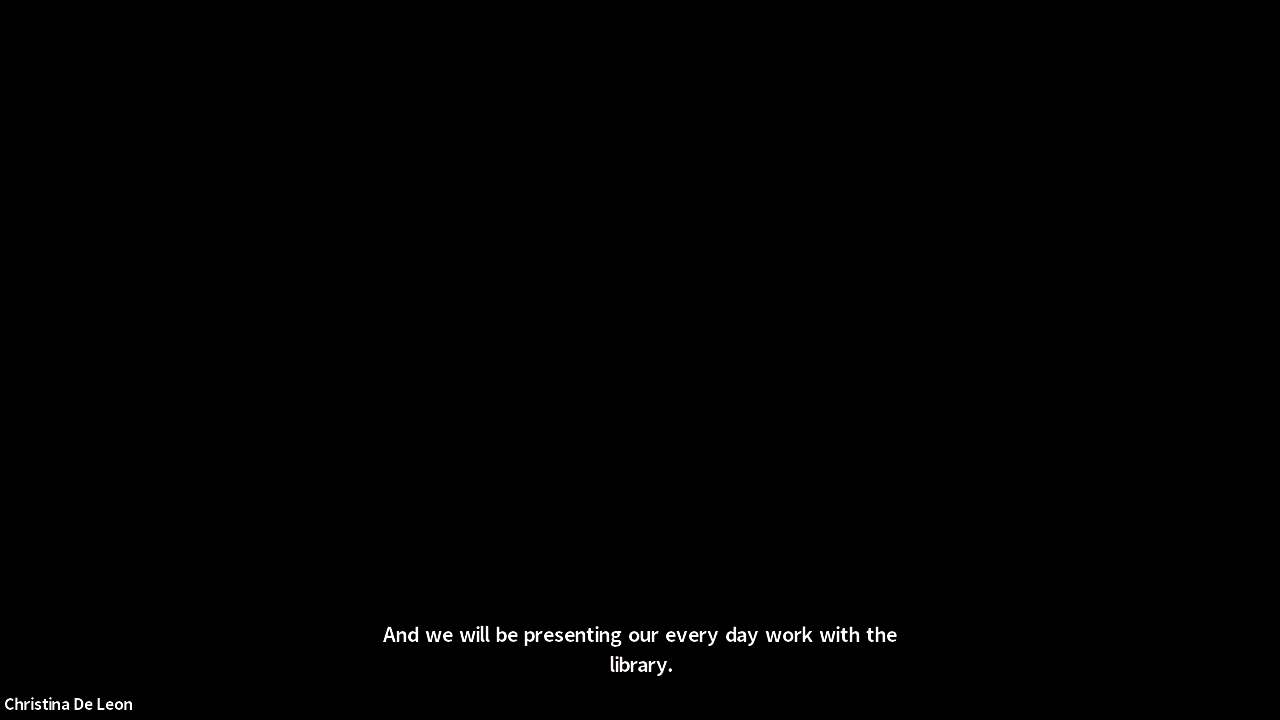 And we will be presenting our every day work with the
library.
Christina De Leon